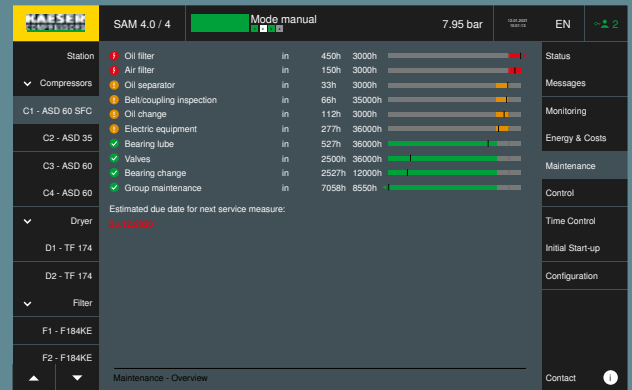 KAESER
SAM 4.0 / 4
Mode manual
7.95 bar
EN
2
Station
Compressors
C1 - ASD 60 SFC
C2 - ASD 35
C3 - ASD 60
C4 - ASD 60
Dryer
D1 - TF 174
D2 - TF 174
Filter
F1 - F184KE
F2 - F184KE
Oil filter in 450h 3000h
Air filter in 150h 3000h
Oil separator in 33h 3000h
Belt/coupling inspection in 66h 35000h
Oil change in 112h 3000h
Electric equipment in 277h 36000h
Bearing lube in 527h 36000h
Valves in 2500h 36000h
Bearing change in 2527h 12000h
Group maintenance in 7058h 8550h
Estimated due date for next service measure:
Maintenance - Overview
Status
Messages
Monitoring
Energy & Costs
Maintenance
Control
Time Control
Initial Start-up
Configuration
Contact
i